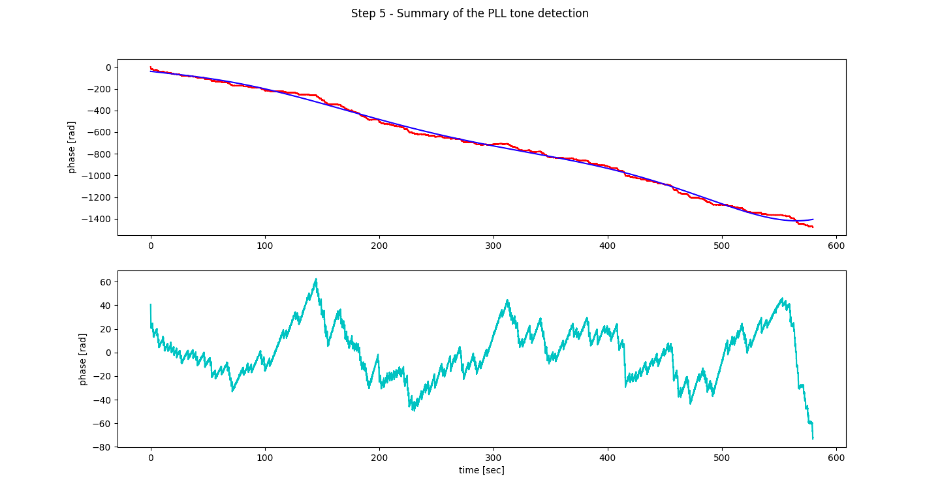 Step 5 - Summary of the PLL tone detection
0
−200
−400
−600
−800
−1000
−1200
−1400
phase [rad]
0 100 200 300 400 500 600
60
40
20
0
−20
−40
−60
−80
phase [rad]
0 100 200 300 400 500 600
time [sec]